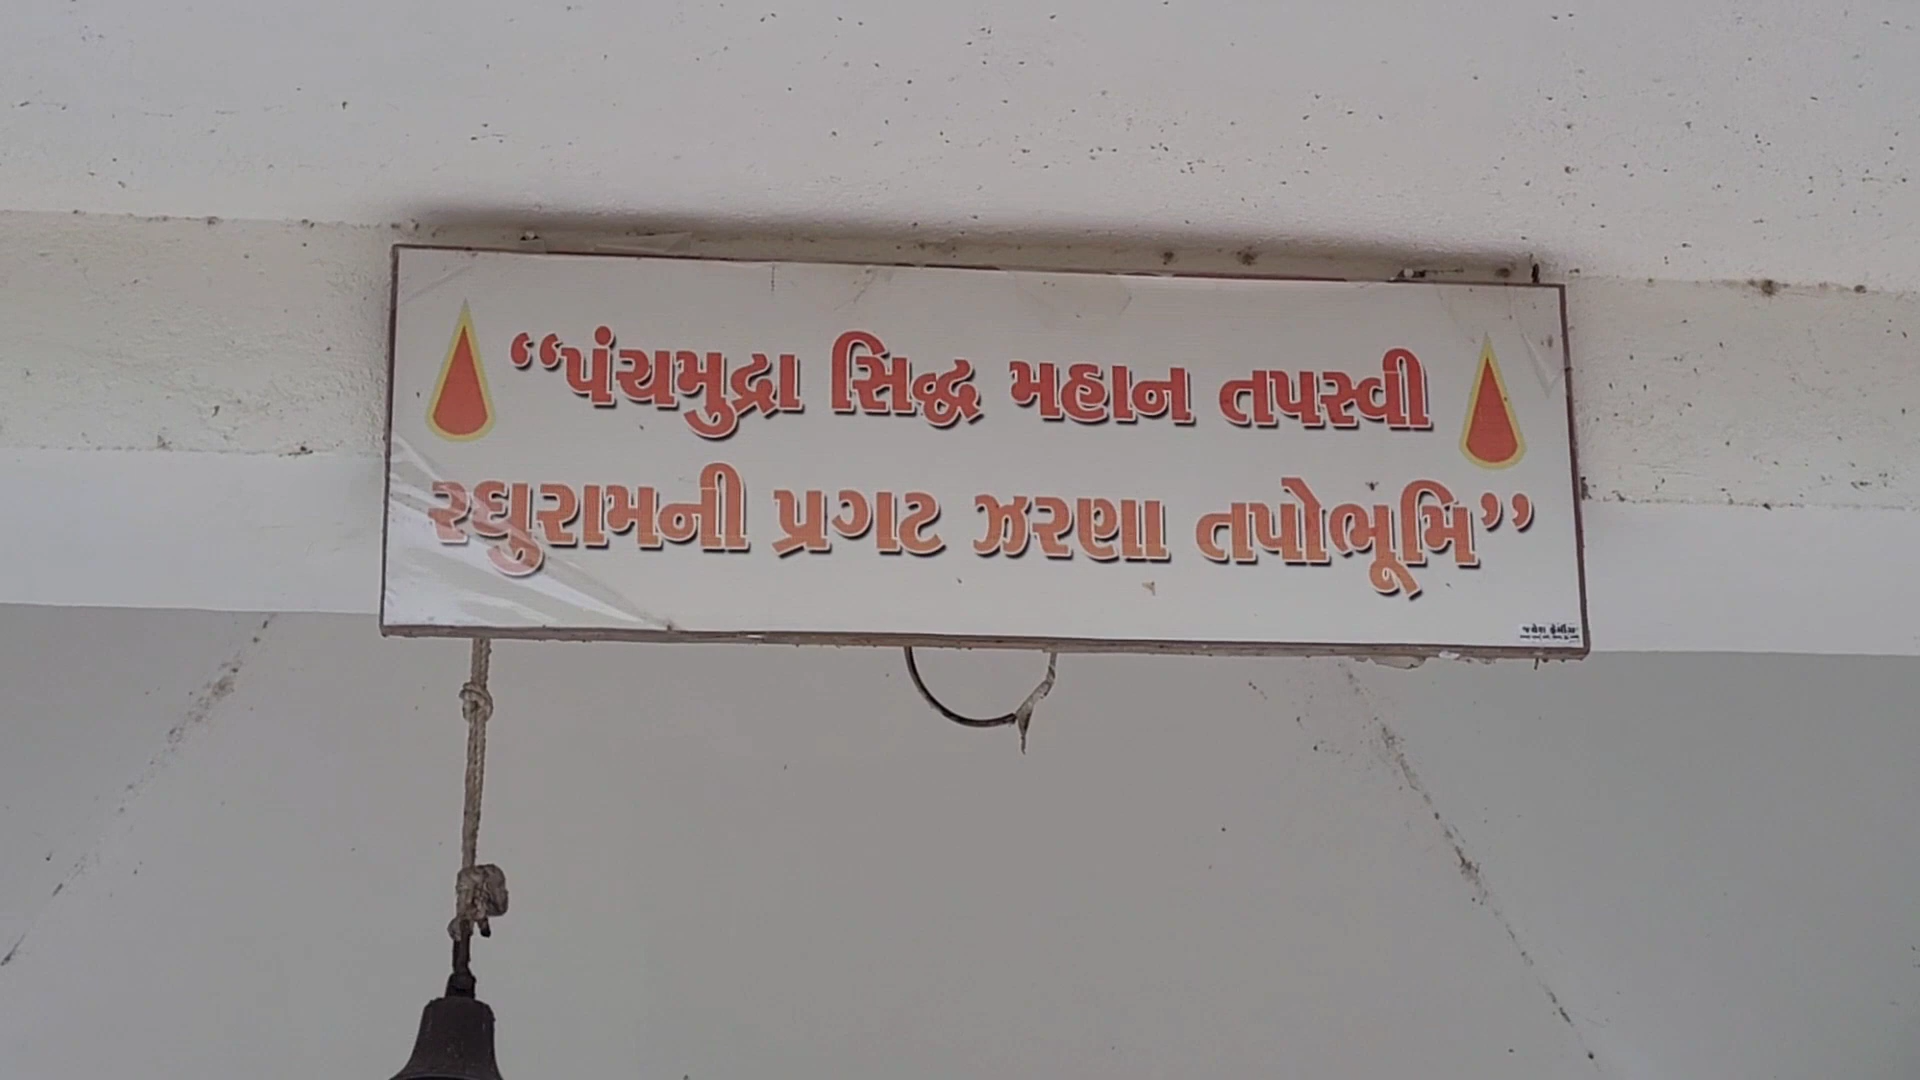 “પંચમુદ્રા સિદ્ધ મહાન તપસ્વી
રઘુરામની પ્રગટ ઝરણા તપોભૂમિ”